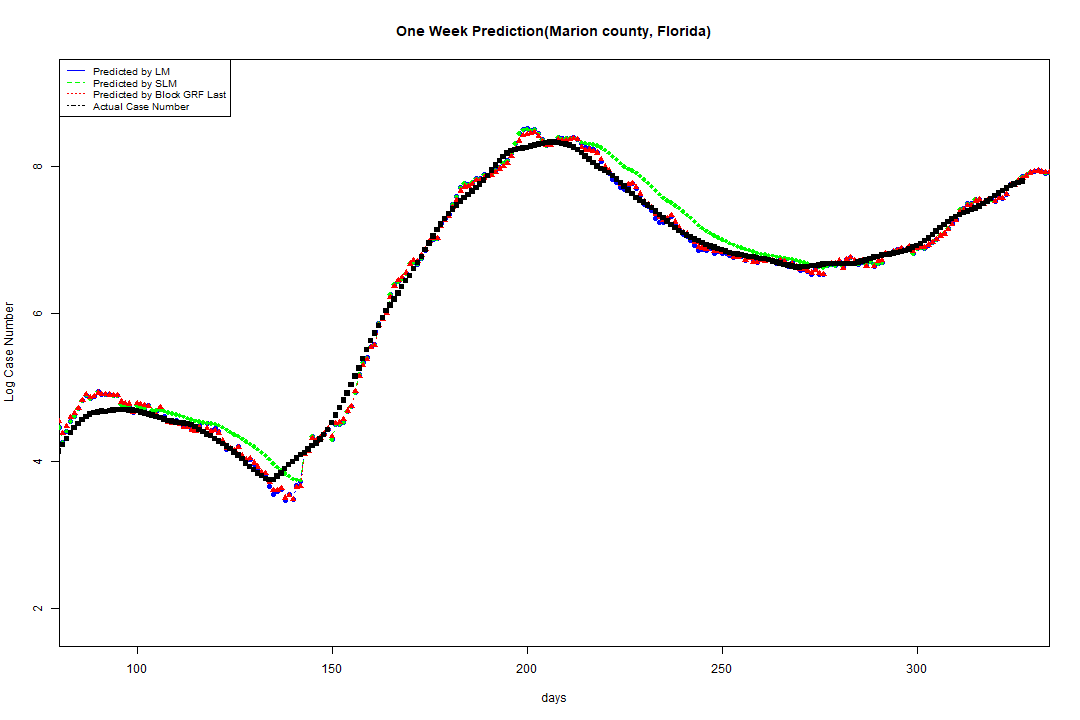 One Week Prediction(Marion county, Florida)
Predicted by LM
Predicted by SLM
Predicted by Block GRF Last
Actual Case Number
8
6
4
2
Log Case Number
100
150
200
250
300
days